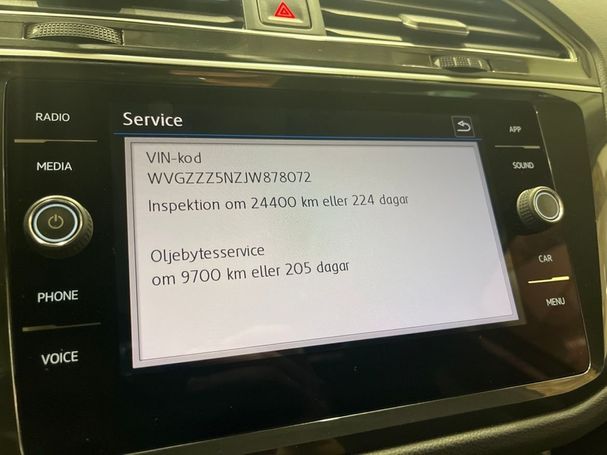 RADIO
MEDIA
PHONE
VOICE
Service
VIN-kod
WVGZZZ5NZJW878072
Inspektion om 24400 km eller 224 dagar
Oljebytesservice
om 9700 km eller 205 dagar
APP
SOUND
CAR
MENU